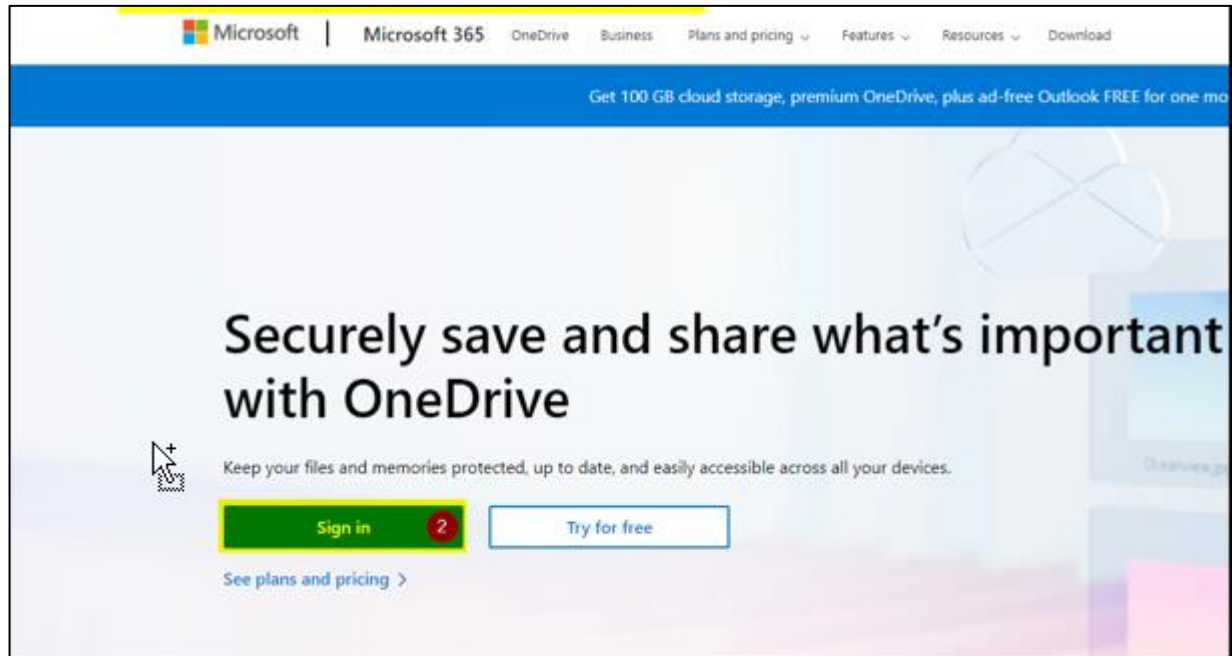 Microsoft | Microsoft 365 OneDrive Business Plans and pricing Features Resources Download
Get 100 GB cloud storage, premium OneDrive, plus ad-free Outlook FREE for one mo
Securely save and share what's important
with OneDrive
Keep your files and memories protected, up to date, and easily accessible across all your devices.
Sign in 2 Try for free
See plans and pricing >